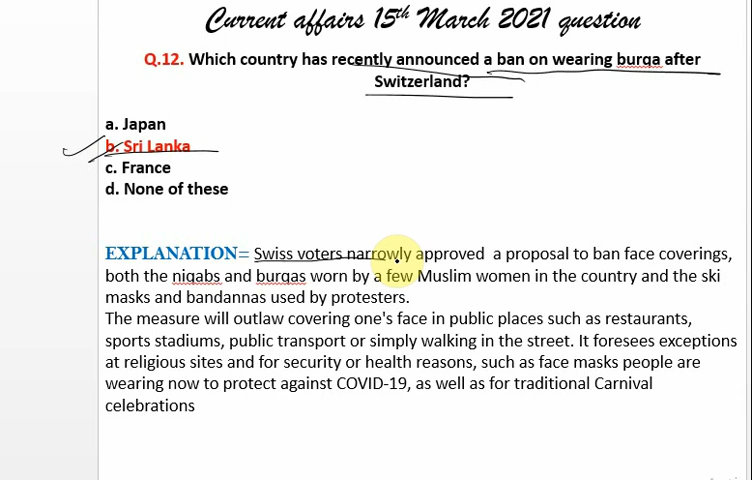 Current affairs 15th March 2021 question
Q.12. Which country has recently announced a ban on wearing burqa after
Switzerland?
a. Japan
b. Sri Lanka
c. France
d. None of these
EXPLANATION= Swiss voters narrowly approved a proposal to ban face coverings,
both the niqabs and burqas worn by a few Muslim women in the country and the ski
masks and bandannas used by protesters.
The measure will outlaw covering one's face in public places such as restaurants,
sports stadiums, public transport or simply walking in the street. It foresees exceptions
at religious sites and for security or health reasons, such as face masks people are
wearing now to protect against COVID-19, as well as for traditional Carnival
celebrations